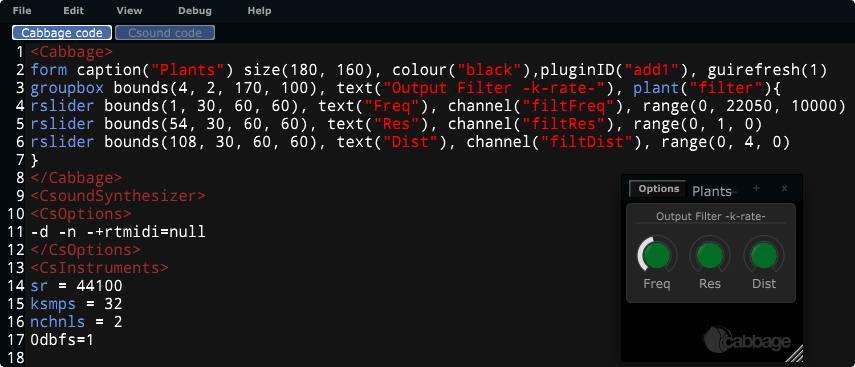 File Edit View Debug Help
Cabbage code Csound code
1 <Cabbage>
2 form caption("Plants") size(180, 160), colour("black"),pluginID("add1"), guirefresh(1)
3 groupbox bounds(4, 2, 170, 100), text("Output Filter -k-rate-"), plant("filter"){
4 rslider bounds(1, 30, 60, 60), text("Freq"), channel("filtFreq"), range(0, 22050, 10000)
5 rslider bounds(54, 30, 60, 60), text("Res"), channel("filtRes"), range(0, 1, 0)
6 rslider bounds(108, 30, 60, 60), text("Dist"), channel("filtDist"), range(0, 4, 0)
7 }
8 </Cabbage>
9 <CsoundSynthesizer>
10 <CsOptions>
11 -d -n -+rtmidi=null
12 </CsOptions>
13 <CsInstruments>
14 sr = 44100
15 ksmps = 32
16 nchnls = 2
17 0dbfs=1
18
Options Plants - + x
Output Filter -k-rate-
Freq Res Dist
cabbage